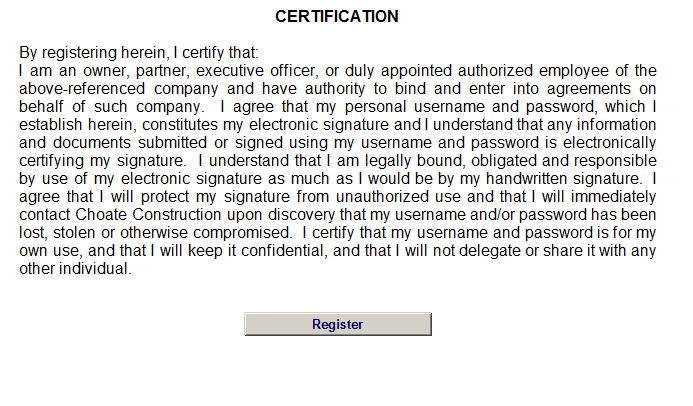 CERTIFICATION
By registering herein, I certify that:
I am an owner, partner, executive officer, or duly appointed authorized employee of the
above-referenced company and have authority to bind and enter into agreements on
behalf of such company.  I agree that my personal username and password, which I
establish herein, constitutes my electronic signature and I understand that any information
and documents submitted or signed using my username and password is electronically
certifying my signature.  I understand that I am legally bound, obligated and responsible
by use of my electronic signature as much as I would be by my handwritten signature.  I
agree that I will protect my signature from unauthorized use and that I will immediately
contact Choate Construction upon discovery that my username and/or password has been
lost, stolen or otherwise compromised.  I certify that my username and password is for my
own use, and that I will keep it confidential, and that I will not delegate or share it with any
other individual.
Register